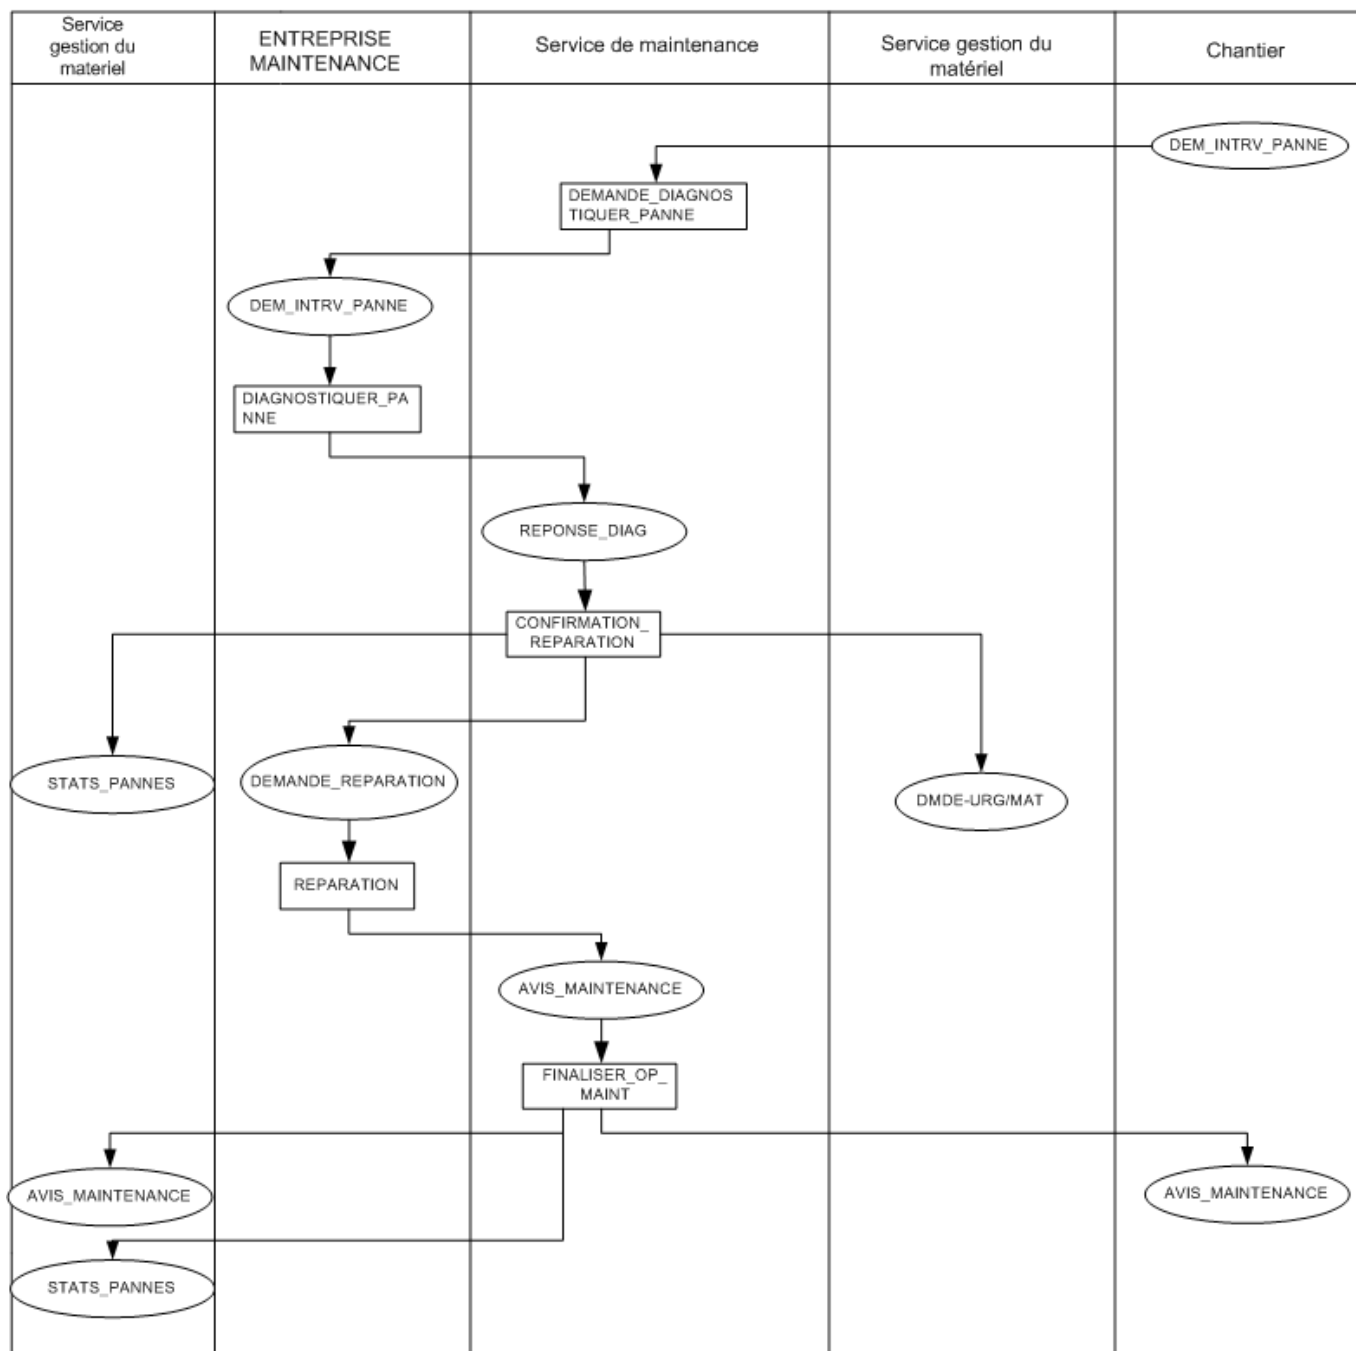 Service
gestion du
materiel
ENTREPRISE
MAINTENANCE
Service de maintenance
Service gestion du
matériel
Chantier
DEM_INTRV_PANNE
DEMANDE_DIAGNOS
TIQUER_PANNE
DEM_INTRV_PANNE
DIAGNOSTIQUER_PA
NNE
REPONSE_DIAG
CONFIRMATION_
REPARATION
STATS_PANNES
DEMANDE_REPARATION
DMDE-URG/MAT
REPARATION
AVIS_MAINTENANCE
FINALISER_OP_
MAINT
AVIS_MAINTENANCE
AVIS_MAINTENANCE
STATS_PANNES